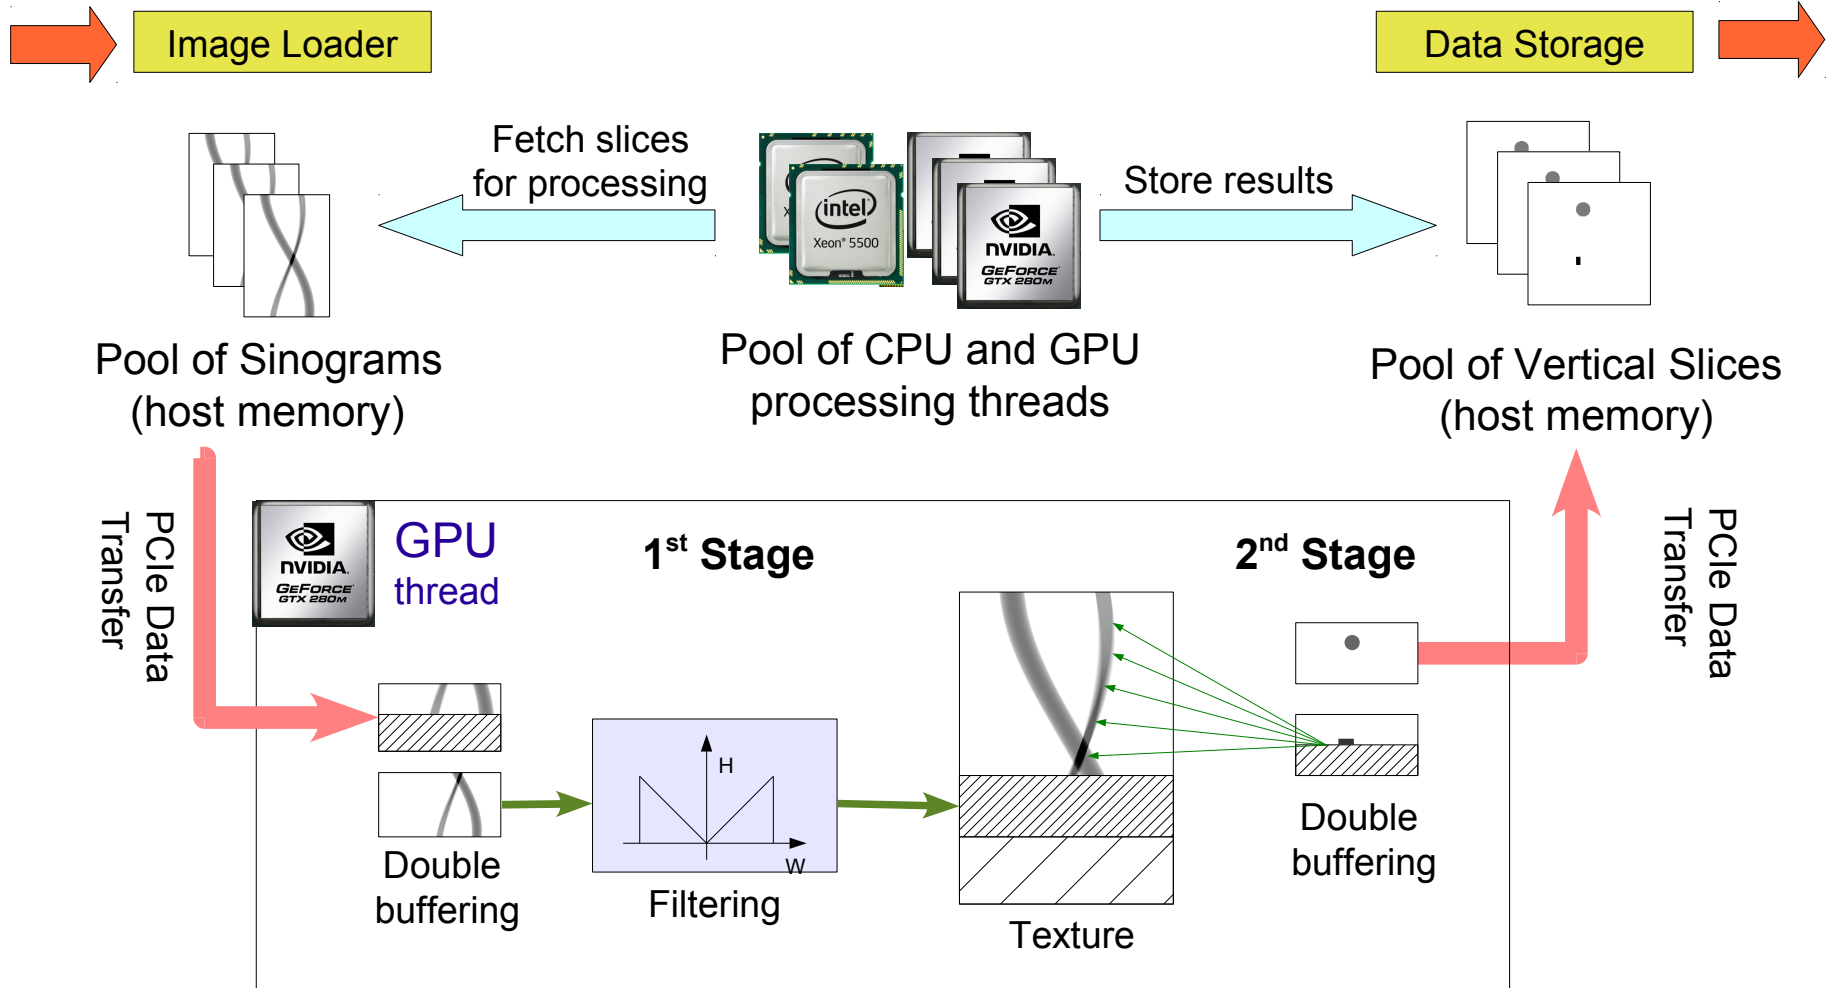 Image Loader
Data Storage
Fetch slices
for processing
Store results
intel
Xeon® 5500
NVIDIA.
GEFORCE
GTX 280M
Pool of Sinograms
(host memory)
Pool of CPU and GPU
processing threads
Pool of Vertical Slices
(host memory)
PCIe Data
Transfer
NVIDIA.
GEFORCE
GTX 280M
GPU
thread
1st Stage
2nd Stage
PCIe Data
Transfer
H
W
Double
buffering
Filtering
Texture
Double
buffering